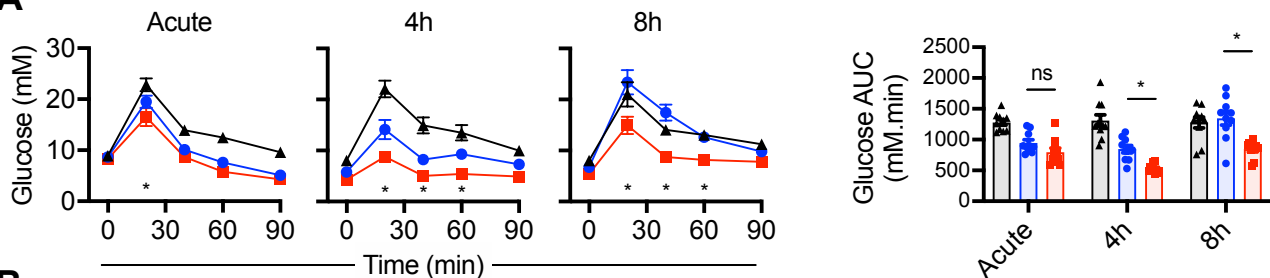 A
Acute
4h
8h
Glucose (mM)
30
20
10
0
*
* * *
* * *
0 30 60 90
0 30 60 90
0 30 60 90
Time (min)
Glucose AUC
(mM.min)
2500
2000
1500
1000
500
0
ns
*
*
Acute
4h
8h
B